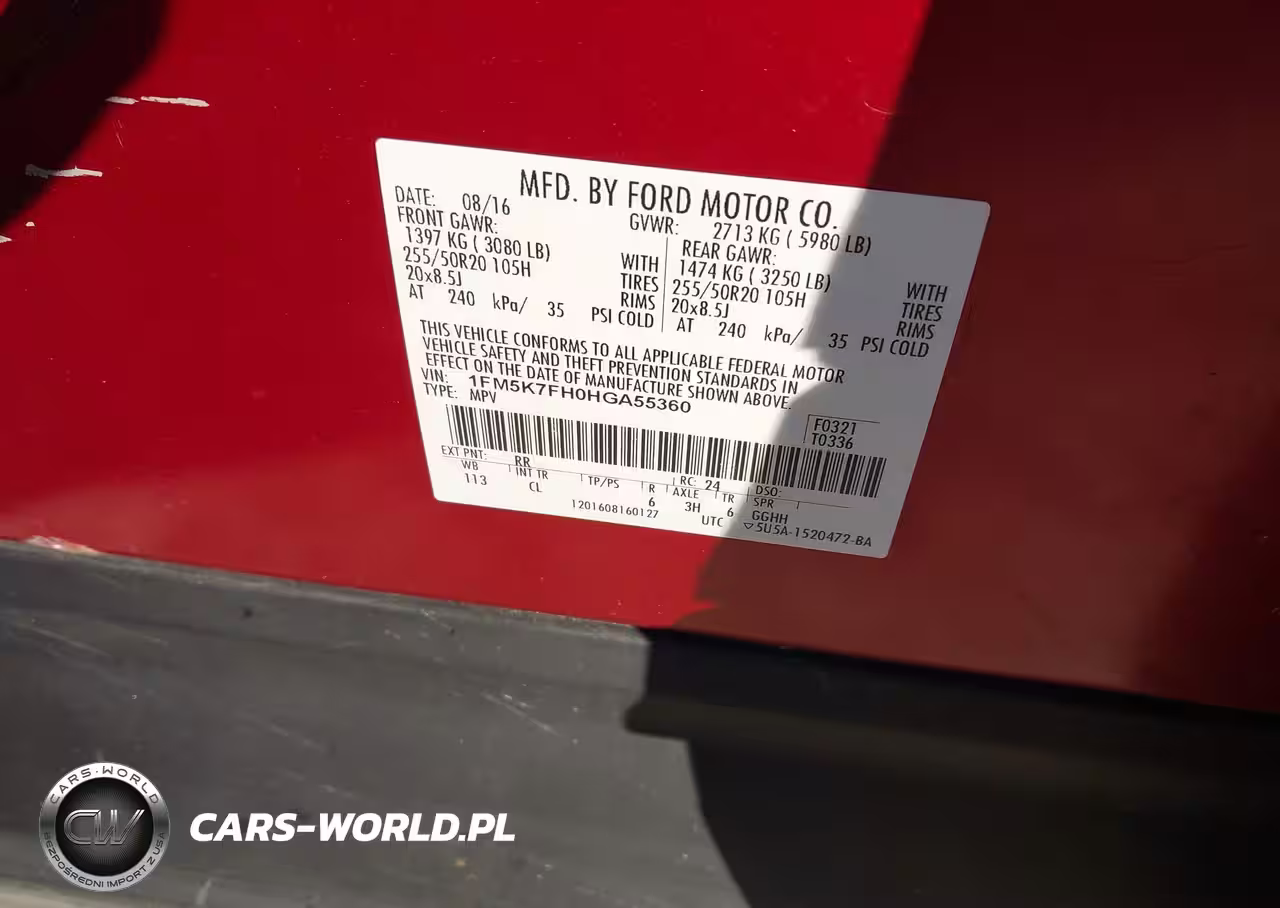 MFD. BY FORD MOTOR CO.
DATE: 08/16 GVWR: 2713 KG ( 5980 LB)
FRONT GAWR: REAR GAWR:
1397 KG ( 3080 LB) WITH 1474 KG ( 3250 LB) WITH
255/50R20 105H TIRES 255/50R20 105H TIRES
20x8.5J RIMS 20x8.5J RIMS
AT 240 kPa/ 35 PSI COLD AT 240 kPa/ 35 PSI COLD
THIS VEHICLE CONFORMS TO ALL APPLICABLE FEDERAL MOTOR
VEHICLE SAFETY AND THEFT PREVENTION STANDARDS IN
EFFECT ON THE DATE OF MANUFACTURE SHOWN ABOVE.
VIN: 1FM5K7FH0HGA55360
TYPE: MPV
F0321
T0336
EXT PNT: RR RC: 24 DSO:
WB INT TR TP/PS R AXLE TR SPR
113 CL 6 3H 6 GGHH
1201608160127 UTC ▽5U5A-1520472-BA
CARS-WORLD
CW
BEZPOŚREDNI IMPORT Z USA
CARS-WORLD.PL